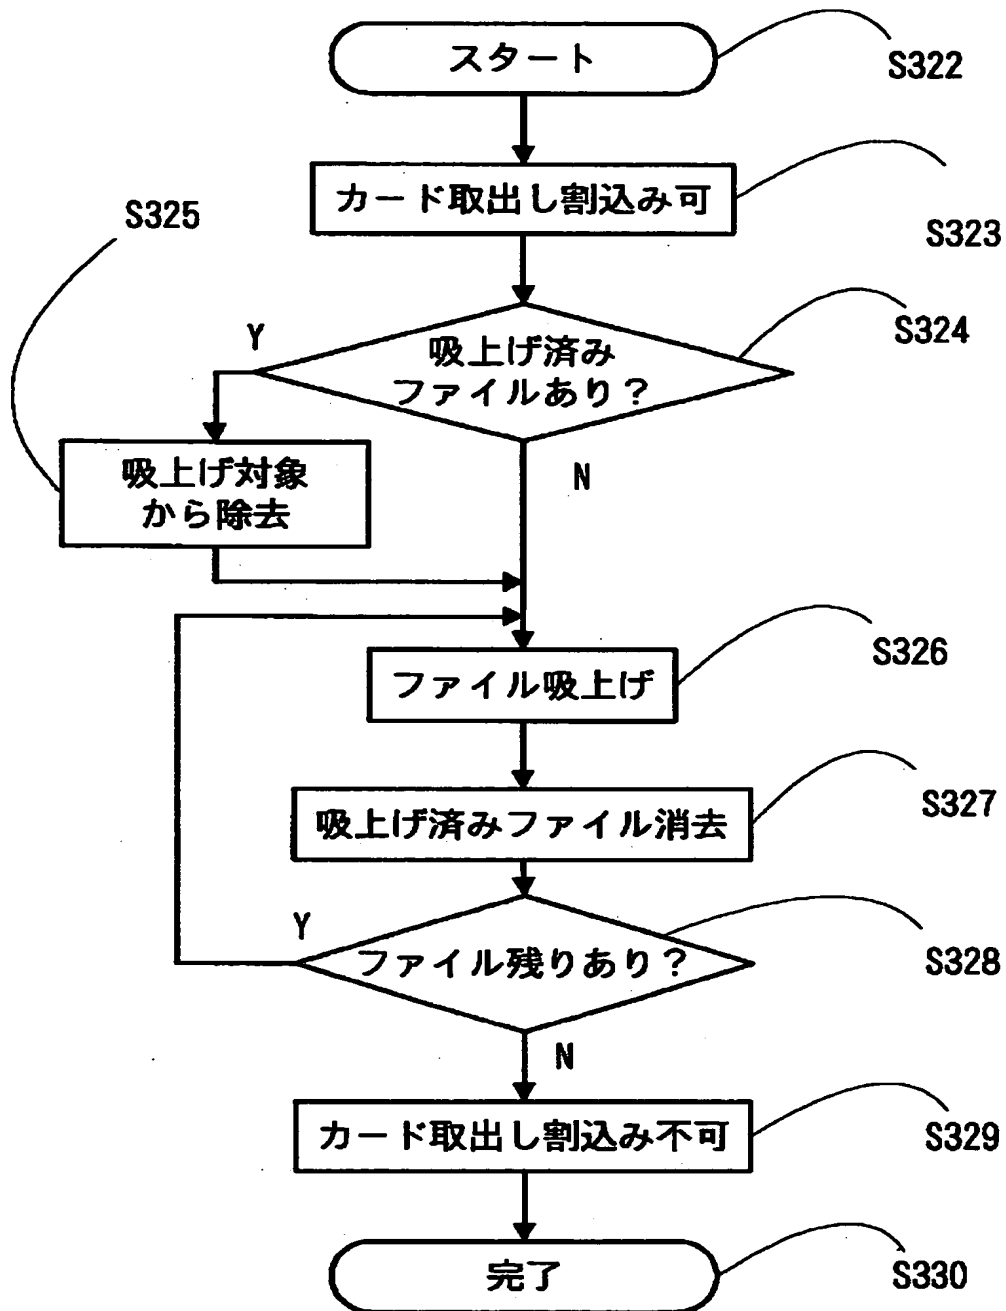 スタート
S322
カード取出し割込み可
S323
S325
Y
吸上げ済み
ファイルあり？
S324
N
吸上げ対象
から除去
ファイル吸上げ
S326
吸上げ済みファイル消去
S327
Y
ファイル残りあり？
S328
N
カード取出し割込み不可
S329
完了
S330